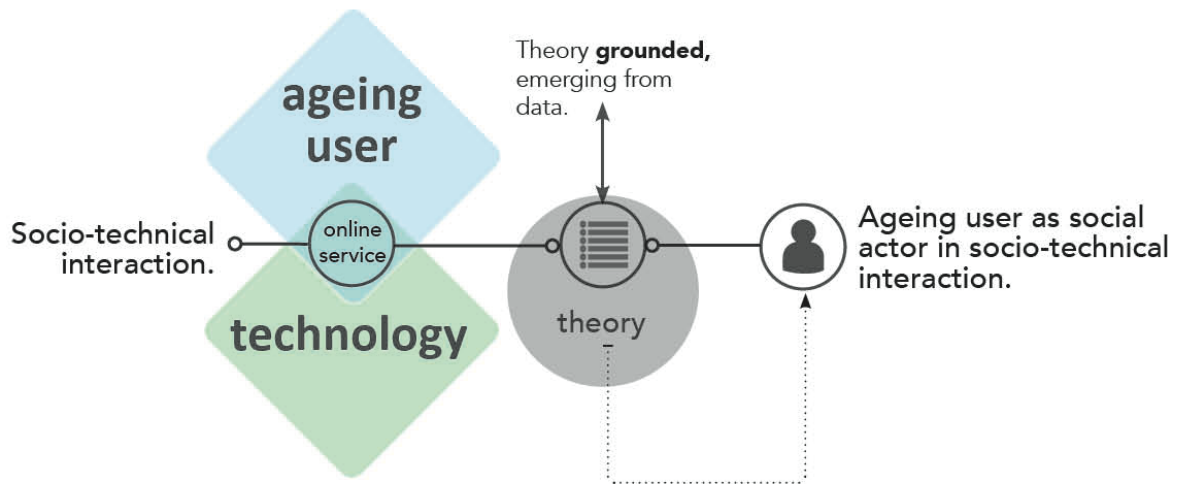 ageing
user
Theory grounded,
emerging from
data.
Socio-technical
interaction.
online
service
Ageing user as social
actor in socio-technical
interaction.
technology
theory